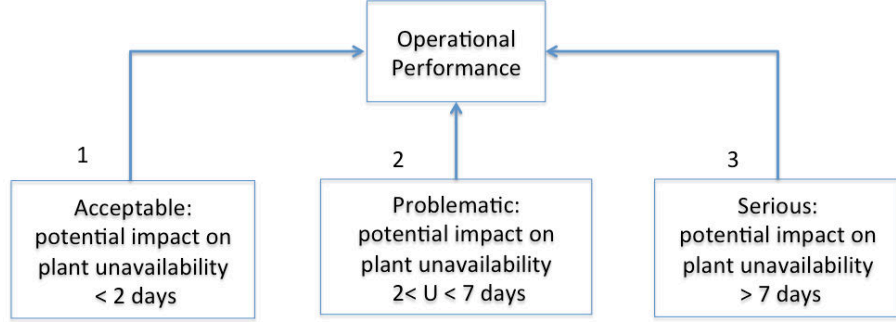 Operational
Performance
1
2
3
Acceptable:
potential impact on
plant unavailability
< 2 days
Problematic:
potential impact on
plant unavailability
2< U < 7 days
Serious:
potential impact on
plant unavailability
> 7 days